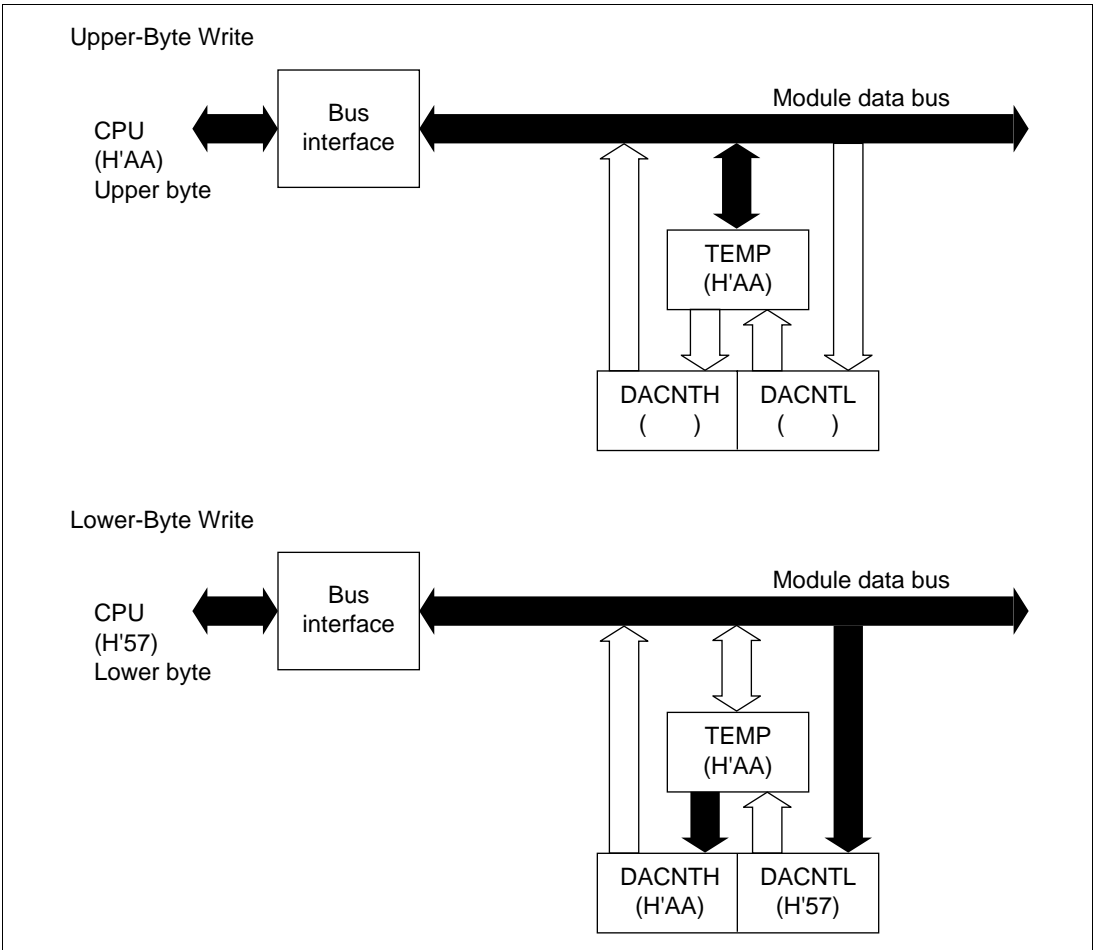 Upper-Byte Write
Module data bus
CPU
(H'AA)
Upper byte
Bus
interface
TEMP
(H'AA)
DACNTH
(      )
DACNTL
(      )
Lower-Byte Write
Module data bus
CPU
(H'57)
Lower byte
Bus
interface
TEMP
(H'AA)
DACNTH
(H'AA)
DACNTL
(H'57)